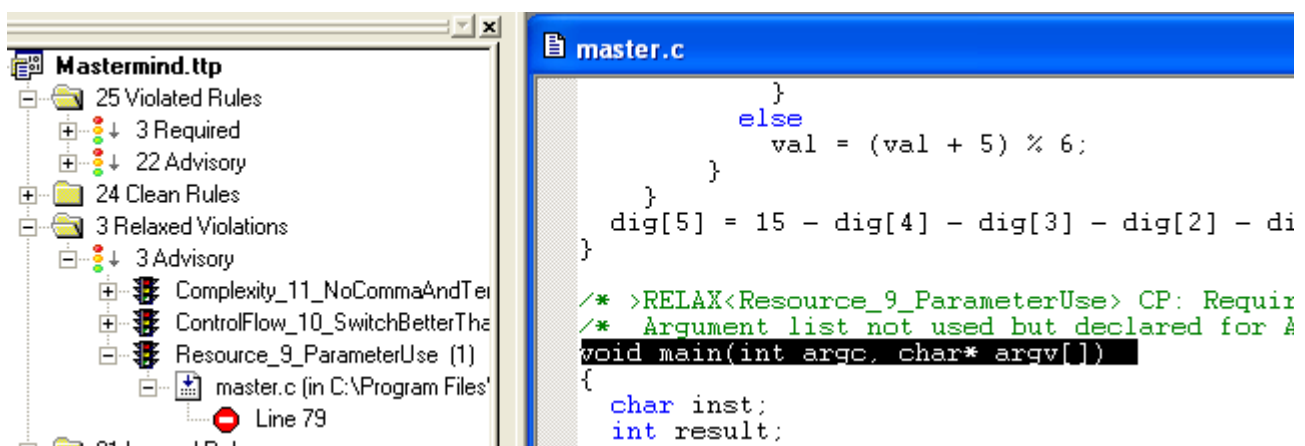 Mastermind.ttp
25 Violated Rules
3 Required
22 Advisory
24 Clean Rules
3 Relaxed Violations
3 Advisory
Complexity_11_NoCommaAndTe
ControlFlow_10_SwitchBetterTha
Resource_9_ParameterUse (1)
master.c (in C:\Program Files
Line 79
master.c
}
else
val = (val + 5) % 6;
}
}
dig[5] = 15 - dig[4] - dig[3] - dig[2] - di
}
/* >RELAX<Resource_9_ParameterUse> CP: Requir
/* Argument list not used but declared for A
void main(int argc, char* argv[])
{
char inst;
int result;